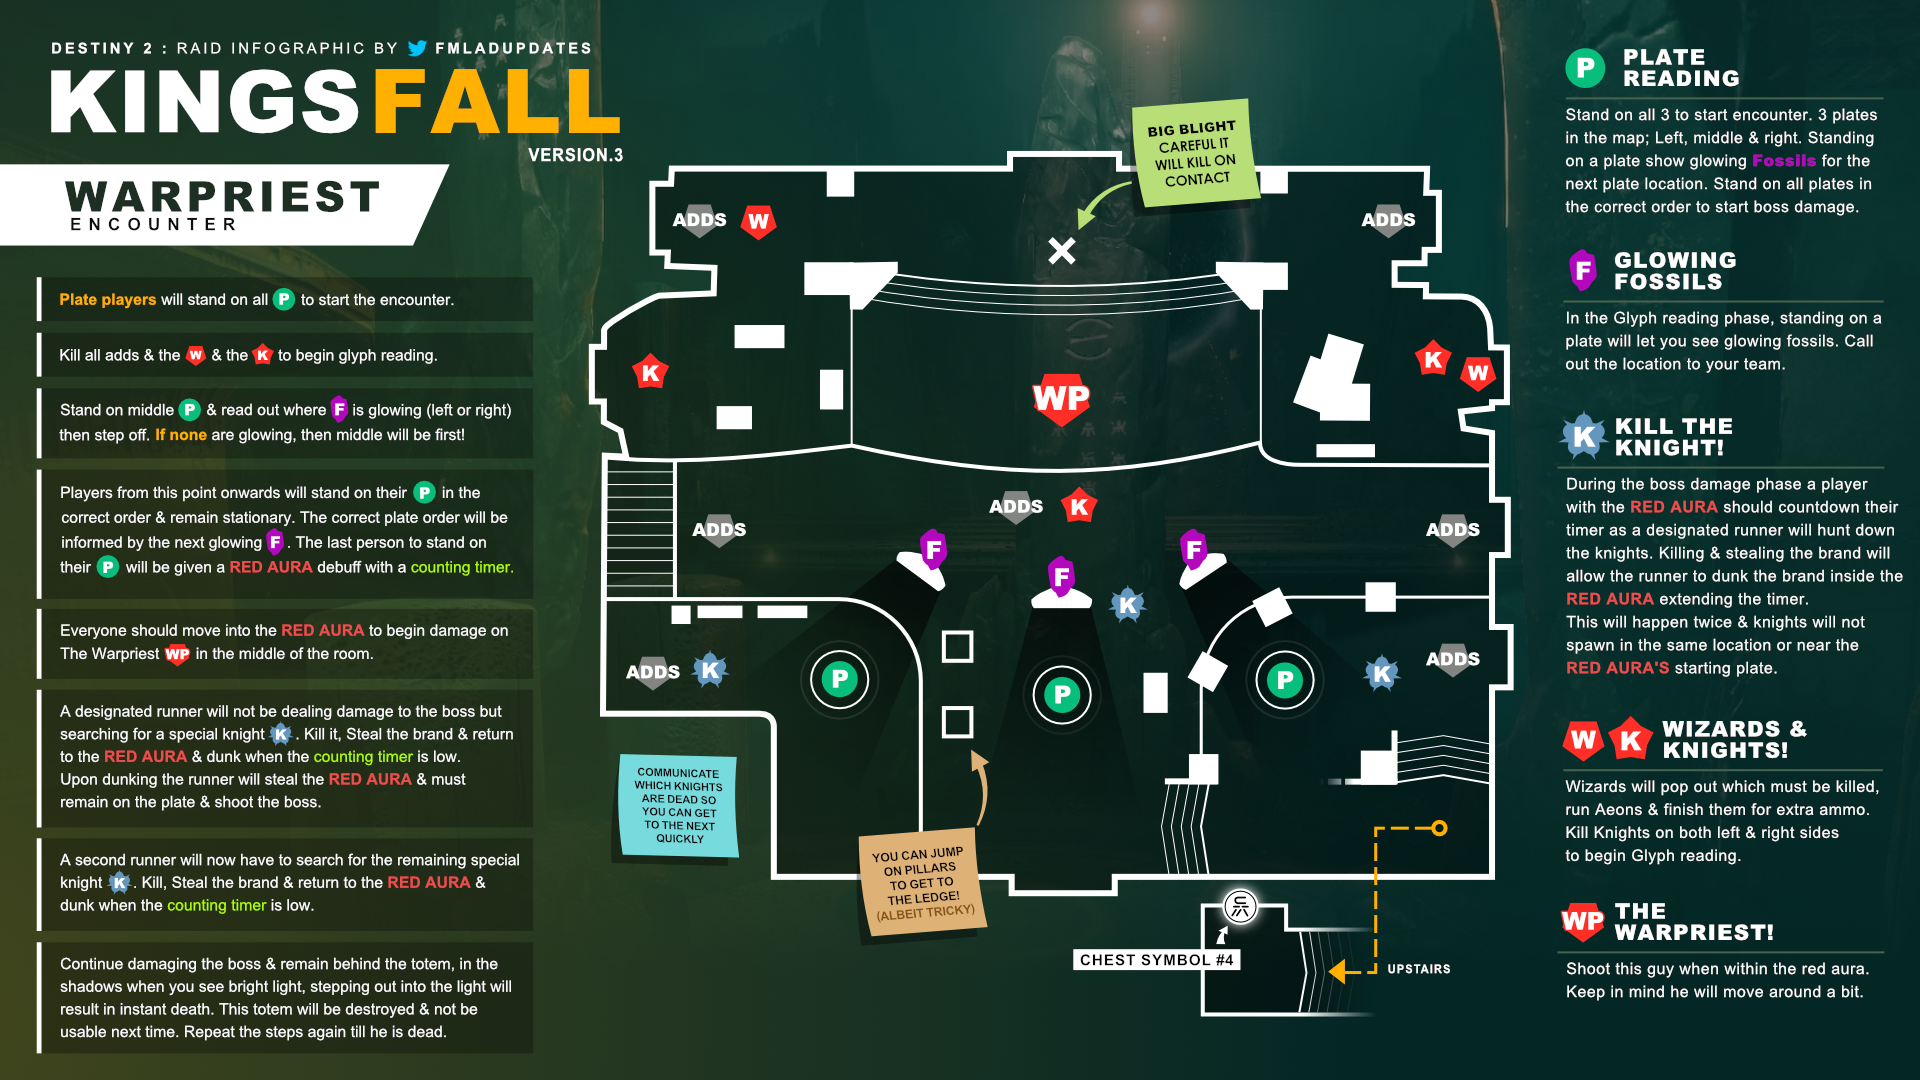 DESTINY 2 : RAID INFOGRAPHIC BY FMLADUPDATES
KINGSFALL
VERSION.3
WARPRIEST
ENCOUNTER
Plate players will stand on all P to start the encounter.
Kill all adds & the W & the K to begin glyph reading.
Stand on middle P & read out where F is glowing (left or right)
then step off. If none are glowing, then middle will be first!
Players from this point onwards will stand on their P in the
correct order & remain stationary. The correct plate order will be
informed by the next glowing F . The last person to stand on
their P will be given a RED AURA debuff with a counting timer.
Everyone should move into the RED AURA to begin damage on
The Warpriest WP in the middle of the room.
A designated runner will not be dealing damage to the boss but
searching for a special knight K . Kill it, Steal the brand & return
to the RED AURA & dunk when the counting timer is low.
Upon dunking the runner will steal the RED AURA & must
remain on the plate & shoot the boss.
A second runner will now have to search for the remaining special
knight K . Kill, Steal the brand & return to the RED AURA &
dunk when the counting timer is low.
Continue damaging the boss & remain behind the totem, in the
shadows when you see bright light, stepping out into the light will
result in instant death. This totem will be destroyed & not be
usable next time. Repeat the steps again till he is dead.
BIG BLIGHT
CAREFUL IT
WILL KILL ON
CONTACT
ADDS W
ADDS
K
WP
K W
ADDS
ADDS K
ADDS
F
F
F
K
ADDS K
P
P
P
K
ADDS
COMMUNICATE
WHICH KNIGHTS
ARE DEAD SO
YOU CAN GET
TO THE NEXT
QUICKLY
YOU CAN JUMP
ON PILLARS
TO GET TO
THE LEDGE!
(ALBEIT TRICKY)
CHEST SYMBOL #4
UPSTAIRS
P PLATE
READING
Stand on all 3 to start encounter. 3 plates
in the map; Left, middle & right. Standing
on a plate show glowing Fossils for the
next plate location. Stand on all plates in
the correct order to start boss damage.
F GLOWING
FOSSILS
In the Glyph reading phase, standing on a
plate will let you see glowing fossils. Call
out the location to your team.
K KILL THE
KNIGHT!
During the boss damage phase a player
with the RED AURA should countdown their
timer as a designated runner will hunt down
the knights. Killing & stealing the brand will
allow the runner to dunk the brand inside the
RED AURA extending the timer.
This will happen twice & knights will not
spawn in the same location or near the
RED AURA'S starting plate.
W K WIZARDS &
KNIGHTS!
Wizards will pop out which must be killed,
run Aeons & finish them for extra ammo.
Kill Knights on both left & right sides
to begin Glyph reading.
WP THE
WARPRIEST!
Shoot this guy when within the red aura.
Keep in mind he will move around a bit.